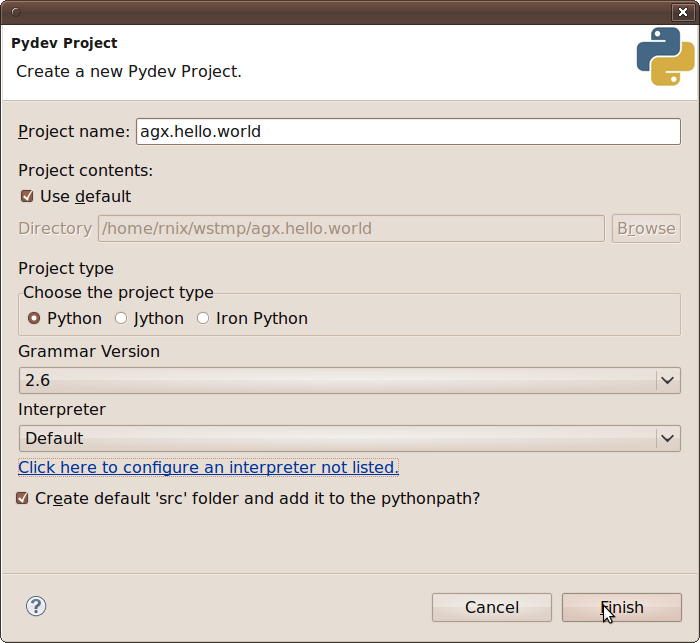 Pydev Project
Create a new Pydev Project.
Project name: agx.hello.world
Project contents:
Use default
Directory /home/rnix/wstmp/agx.hello.world Browse
Project type
Choose the project type
Python Jython Iron Python
Grammar Version
2.6
Interpreter
Default
Click here to configure an interpreter not listed.
Create default 'src' folder and add it to the pythonpath?
? Cancel Finish